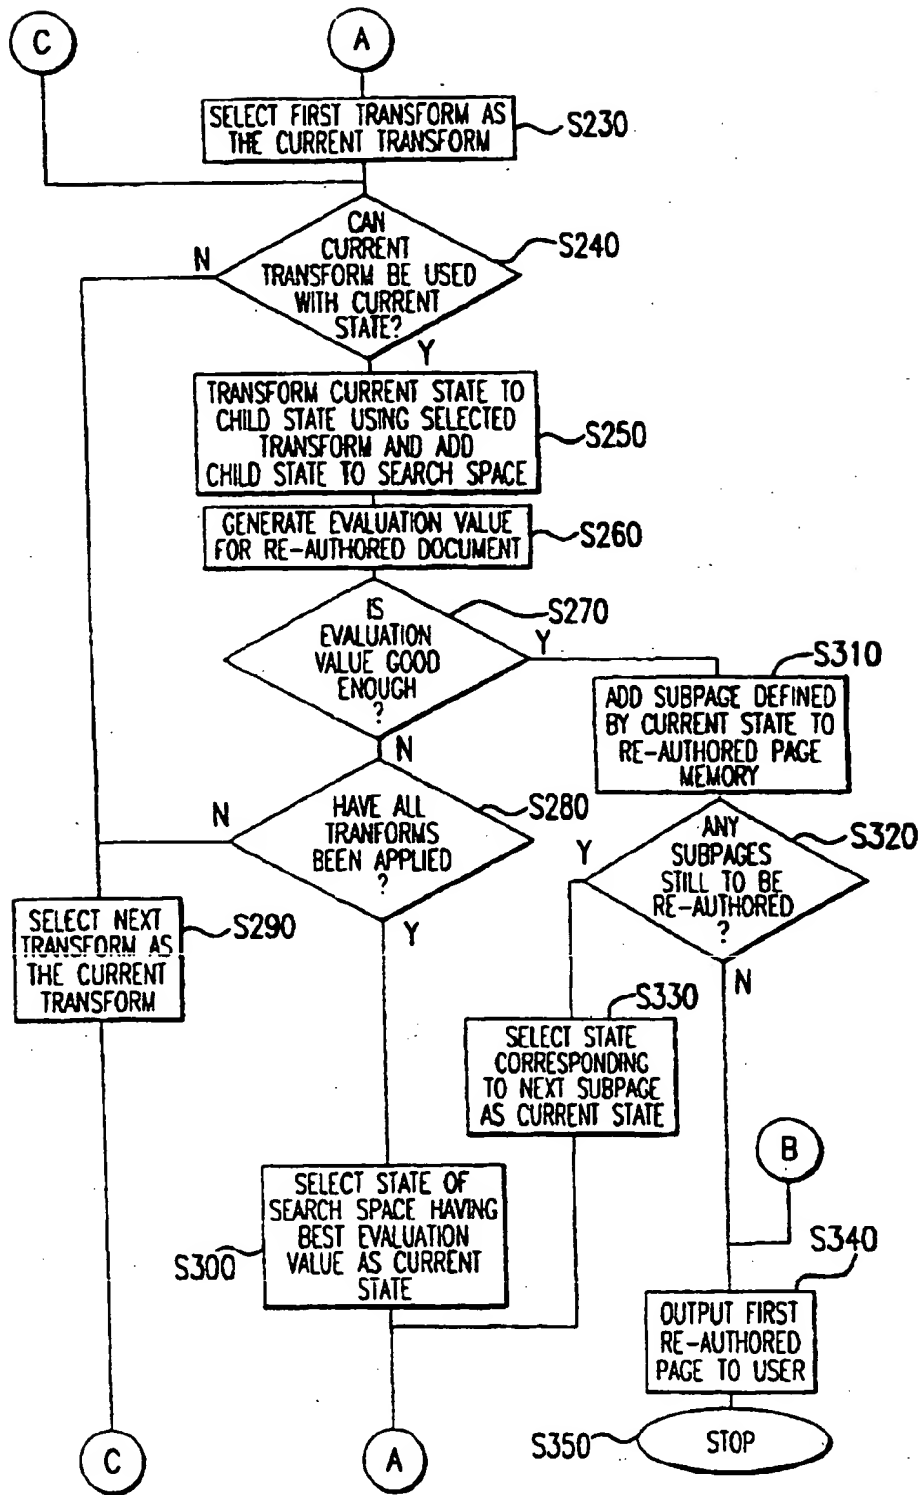 C
A
SELECT FIRST TRANSFORM AS
THE CURRENT TRANSFORM
S230
CAN
CURRENT
TRANSFORM BE USED
WITH CURRENT
STATE?
S240
N
Y
TRANSFORM CURRENT STATE TO
CHILD STATE USING SELECTED
TRANSFORM AND ADD
CHILD STATE TO SEARCH SPACE
S250
GENERATE EVALUATION VALUE
FOR RE-AUTHORED DOCUMENT
S260
IS
EVALUATION
VALUE GOOD
ENOUGH
?
S270
Y
N
S310
ADD SUBPAGE DEFINED
BY CURRENT STATE TO
RE-AUTHORED PAGE
MEMORY
HAVE ALL
TRANFORMS
BEEN APPLIED
?
S280
N
Y
ANY
SUBPAGES
STILL TO BE
RE-AUTHORED
?
S320
Y
N
SELECT NEXT
TRANSFORM AS
THE CURRENT
TRANSFORM
S290
S330
SELECT STATE
CORRESPONDING
TO NEXT SUBPAGE
AS CURRENT STATE
B
SELECT STATE OF
SEARCH SPACE HAVING
BEST EVALUATION
VALUE AS CURRENT
STATE
S300
S340
OUTPUT FIRST
RE-AUTHORED
PAGE TO USER
S350
STOP
C
A